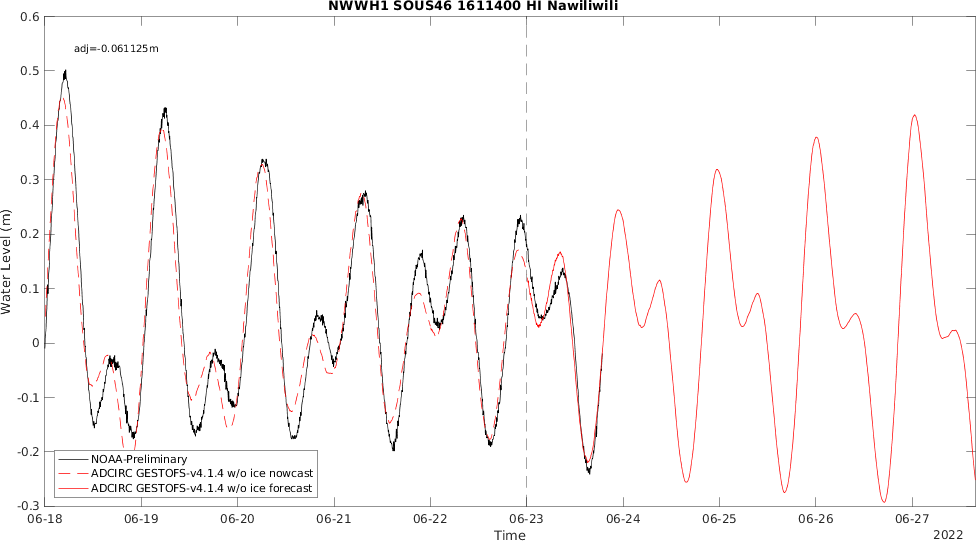 NWWH1 SOUS46 1611400 HI Nawiliwili
0.6
adj=-0.061125m
0.5
0.4
0.3
0.2
0.1
0
-0.1
-0.2
-0.3
Water Level (m)
NOAA-Preliminary
ADCIRC GESTOFS-v4.1.4 w/o ice nowcast
ADCIRC GESTOFS-v4.1.4 w/o ice forecast
06-18 06-19 06-20 06-21 06-22 06-23 06-24 06-25 06-26 06-27
Time
2022